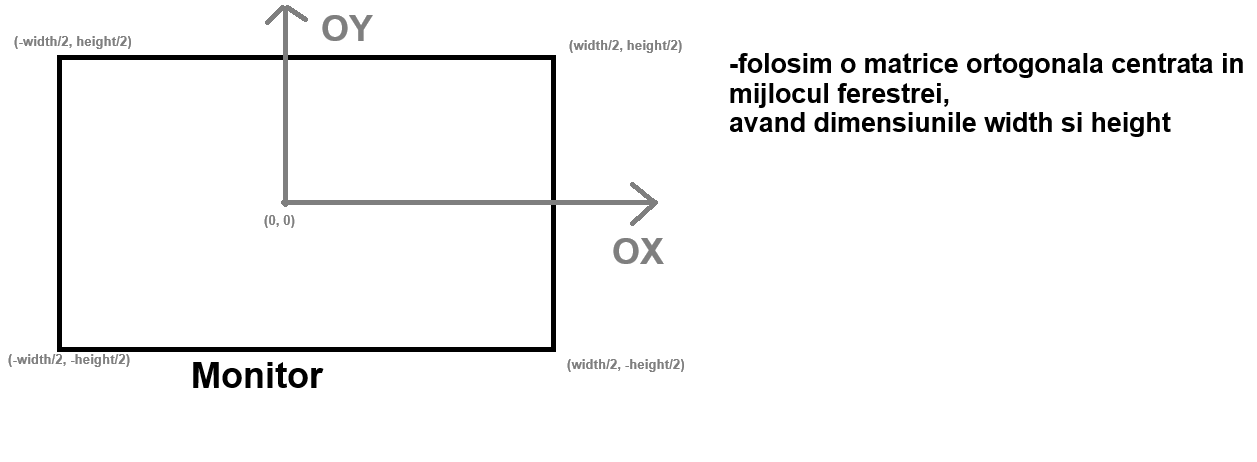 OY
(-width/2, height/2)
(width/2, height/2)
-folosim o matrice ortogonala centrata in
mijlocul ferestrei,
avand dimensiunile width si height
(0, 0)
OX
(-width/2, -height/2)
(width/2, -height/2)
Monitor